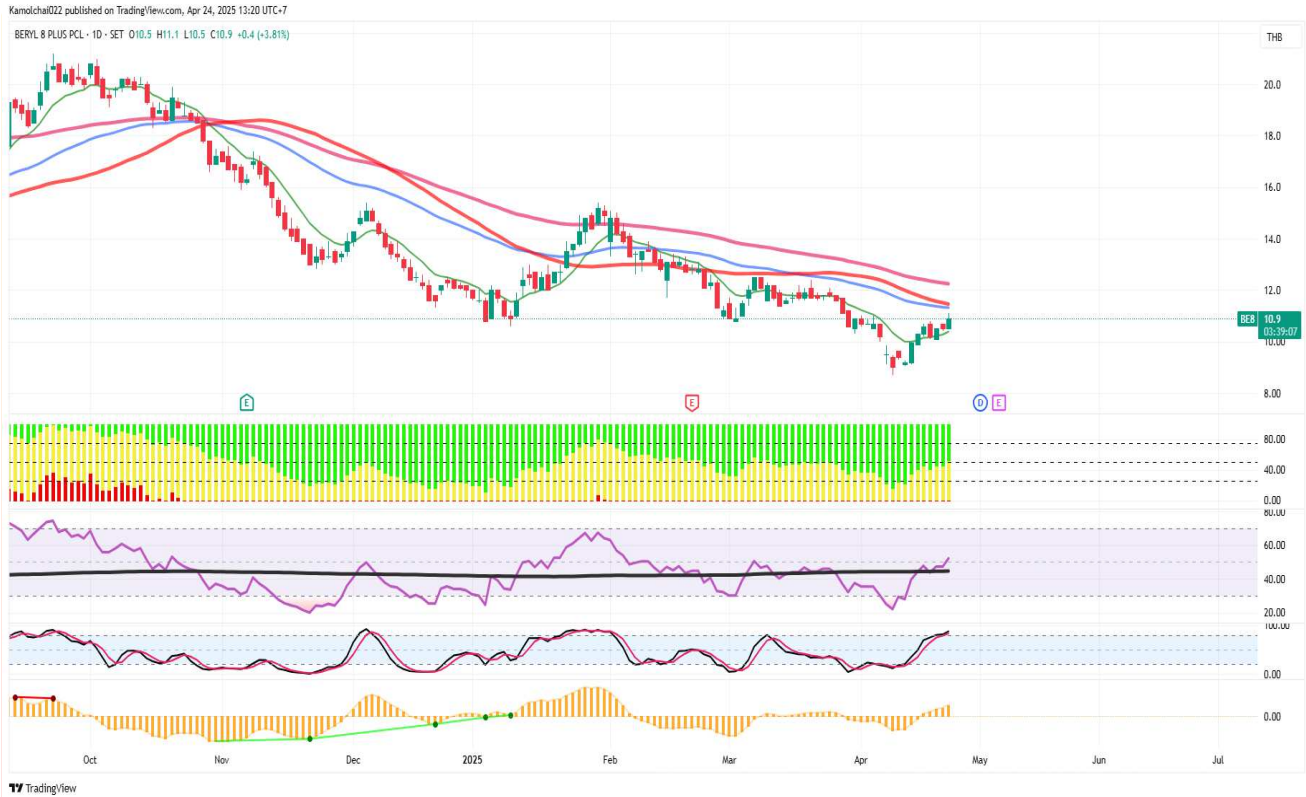 Kamolchai022 published on TradingView.com, Apr 24, 2025 13:20 UTC+7
BERYL 8 PLUS PCL · 1D · SET O10.5 H11.1 L10.5 C10.9 +0.4 (+3.81%)
THB
20.0
18.0
16.0
14.0
12.0
BE8 10.9
03:39:07
10.00
8.00
E E D E
80.00
40.00
0.00
80.00
60.00
40.00
20.00
100.00
0.00
0.00
Oct Nov Dec 2025 Feb Mar Apr May Jun Jul
TradingView